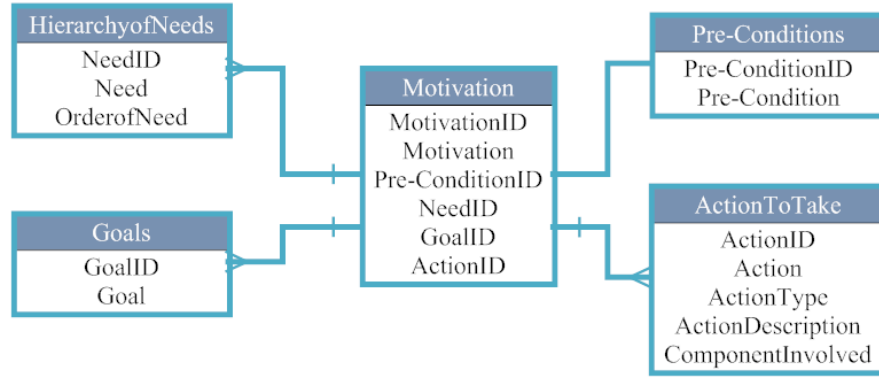 HierarchyofNeeds
NeedID
Need
OrderofNeed
Goals
GoalID
Goal
Motivation
MotivationID
Motivation
Pre-ConditionID
NeedID
GoalID
ActionID
Pre-Conditions
Pre-ConditionID
Pre-Condition
ActionToTake
ActionID
Action
ActionType
ActionDescription
ComponentInvolved